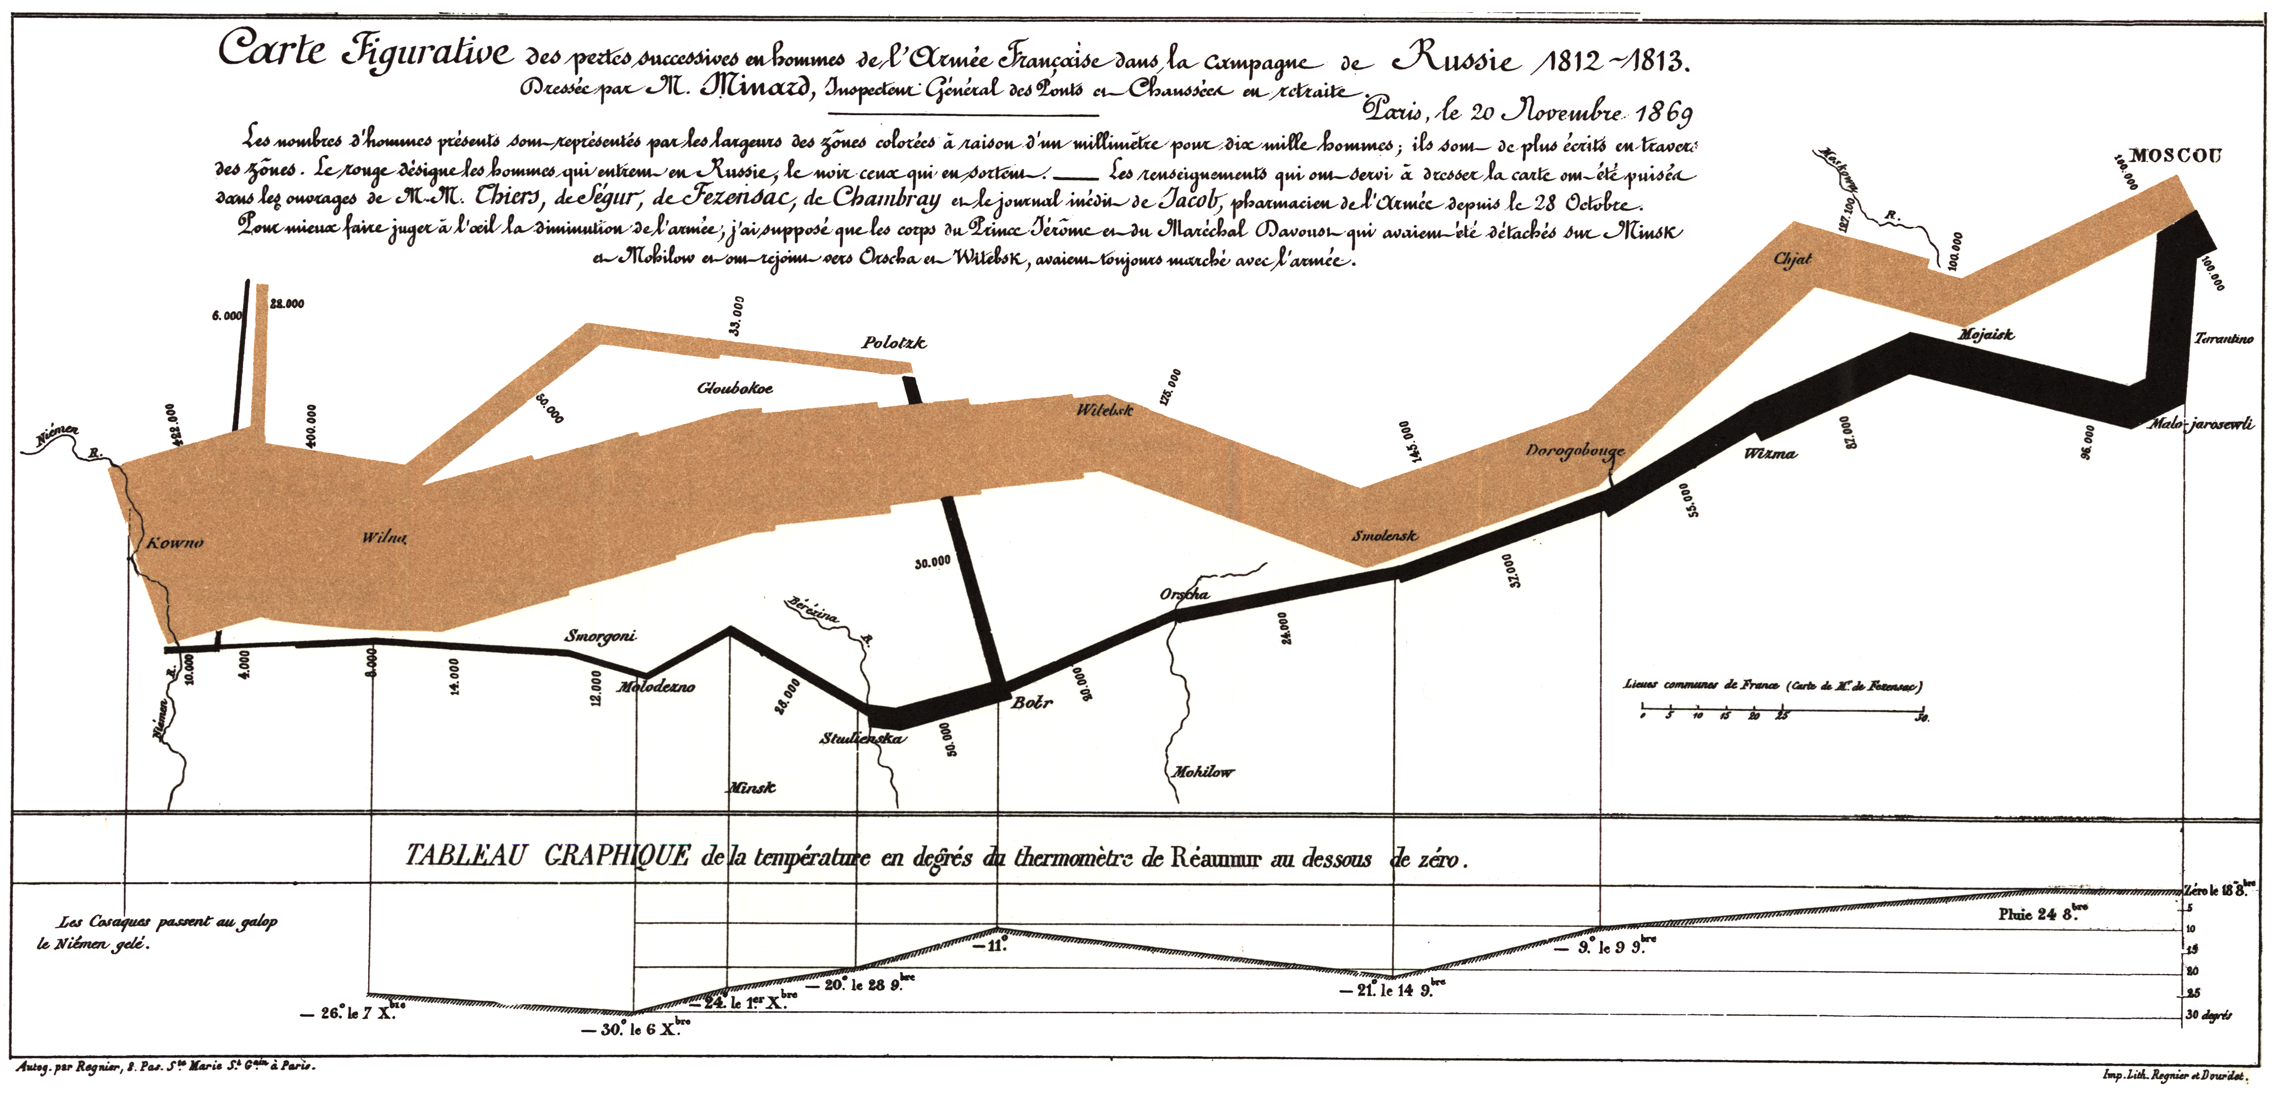 Carte Figurative des pertes successives en hommes de l'Armée Française dans la campagne de Russie 1812~1813.
Dressée par M. Minard, Inspecteur Général des Ponts et Chaussées en retraite.
Paris, le 20 Novembre 1869
Les nombres d'hommes présents sont représentés par les largeurs des zônes colorées à raison d'un millimètre pour dix mille hommes; ils sont de plus écrits en travers
des zônes. Le rouge désigne les hommes qui entrent en Russie, le noir ceux qui en sortent. — Les renseignements qui ont servi à dresser la carte ont été puisés
dans les ouvrages de M.M. Thiers, de Ségur, de Fezensac, de Chambray et le journal inédit de Jacob, pharmacien de l'Armée depuis le 28 Octobre.
Pour mieux faire juger à l'œil la diminution de l'armée, j'ai supposé que les corps du Prince Jérôme et du Maréchal Davoust qui avaient été détachés sur Minsk
et Mohilow et ont rejoint vers Orscha et Witebsk, avaient toujours marché avec l'armée.
Moskowa
R.
MOSCOU
100.000
127.100
100.000
Chjat
100.000
Mojaisk
Tarrantino
6.000
22.000
33.000
Polotzk
Gloubokoe
60.000
422.000
400.000
Niémen
R.
Witebsk
175.000
145.000
Dorogobouge
Wizma
87.000
96.000
Malo-jarosewli
55.000
Kowno
Wilna
Smolensk
30.000
37.000
Orscha
24.000
Bérézina
R.
Smorgoni
Molodezno
10.000
4.000
8.000
14.000
12.000
28.000
Niémen
R.
Studienska
50.000
Bobr
20.000
Minsk
Mohilow
Lieues communes de France (Carte de M. de Fezensac)
0 5 10 15 20 25 50.
TABLEAU GRAPHIQUE de la température en degrés du thermomètre de Réaumur au dessous de zéro.
Les Cosaques passent au galop
le Niémen gelé.
Zéro le 18 8.bre
5
Pluie 24 8.bre
10
15
20
25
30 degrés
— 9.° le 9 9.bre
— 11.°
— 21.° le 14 9.bre
— 20.° le 28 9.bre
— 24.° le 1er X.bre
— 26.° le 7 X.bre
— 30.° le 6 X.bre
Autog. par Regnier, 8. Pas. Ste Marie St Gain à Paris.
Imp. Lith. Regnier et Dourdet.